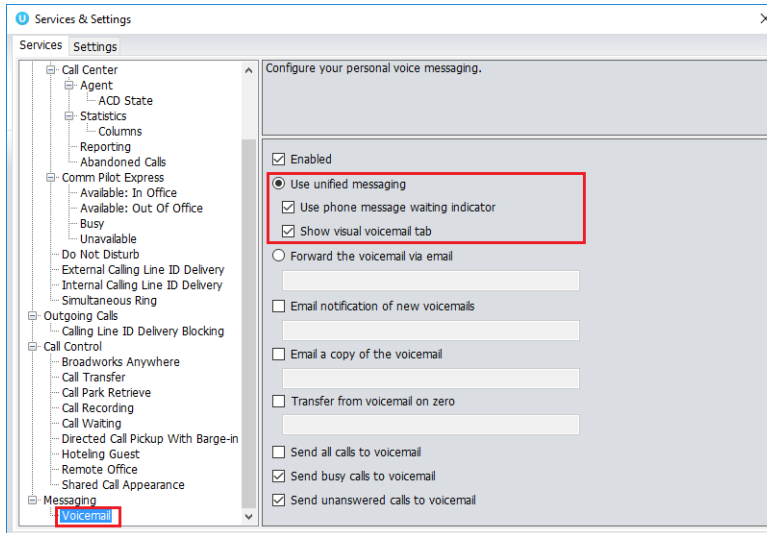 Services & Settings
Services Settings
Call Center
Agent
ACD State
Statistics
Columns
Reporting
Abandoned Calls
Comm Pilot Express
Available: In Office
Available: Out Of Office
Busy
Unavailable
Do Not Disturb
External Calling Line ID Delivery
Internal Calling Line ID Delivery
Simultaneous Ring
Outgoing Calls
Calling Line ID Delivery Blocking
Call Control
Broadworks Anywhere
Call Transfer
Call Park Retrieve
Call Recording
Call Waiting
Directed Call Pickup With Barge-in
Hoteling Guest
Remote Office
Shared Call Appearance
Messaging
Voicemail
Configure your personal voice messaging.
Enabled
Use unified messaging
Use phone message waiting indicator
Show visual voicemail tab
Forward the voicemail via email
Email notification of new voicemails
Email a copy of the voicemail
Transfer from voicemail on zero
Send all calls to voicemail
Send busy calls to voicemail
Send unanswered calls to voicemail